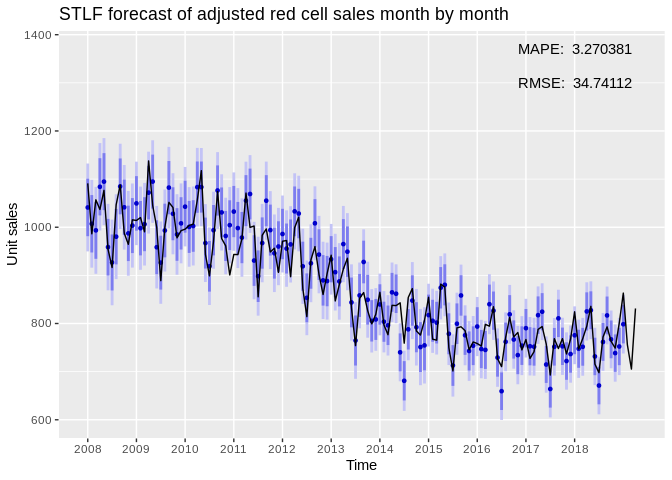 STLF forecast of adjusted red cell sales month by month
MAPE: 3.270381
RMSE: 34.74112
1400
1200
1000
800
600
Unit sales
2008 2009 2010 2011 2012 2013 2014 2015 2016 2017 2018
Time